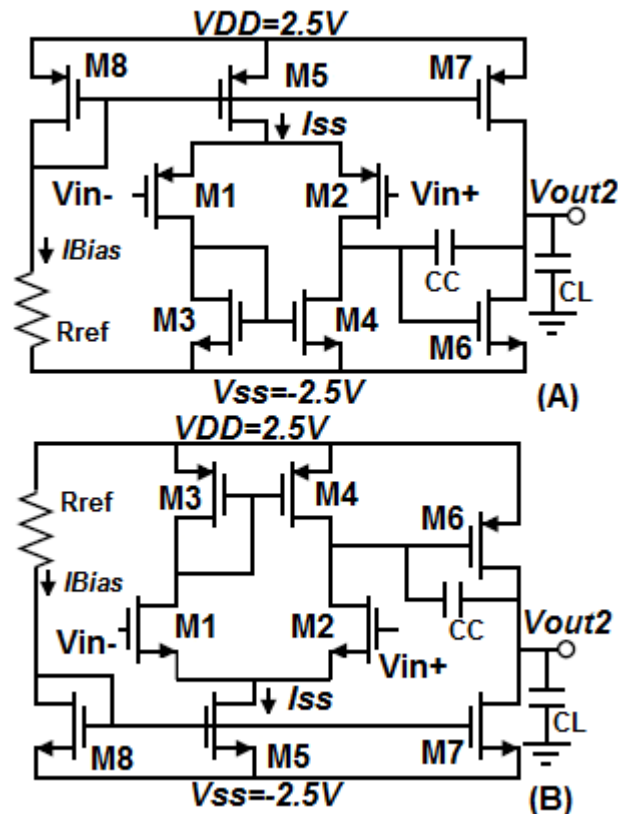 VDD=2.5V
M8
M5
M7
Iss
Vin-
M1
M2
Vin+
Vout2
IBias
CC
CL
Rref
M3
M4
M6
Vss=-2.5V
(A)
VDD=2.5V
Rref
M3
M4
M6
IBias
CC
Vout2
Vin-
M1
M2
Vin+
Iss
CL
M8
M5
M7
Vss=-2.5V
(B)